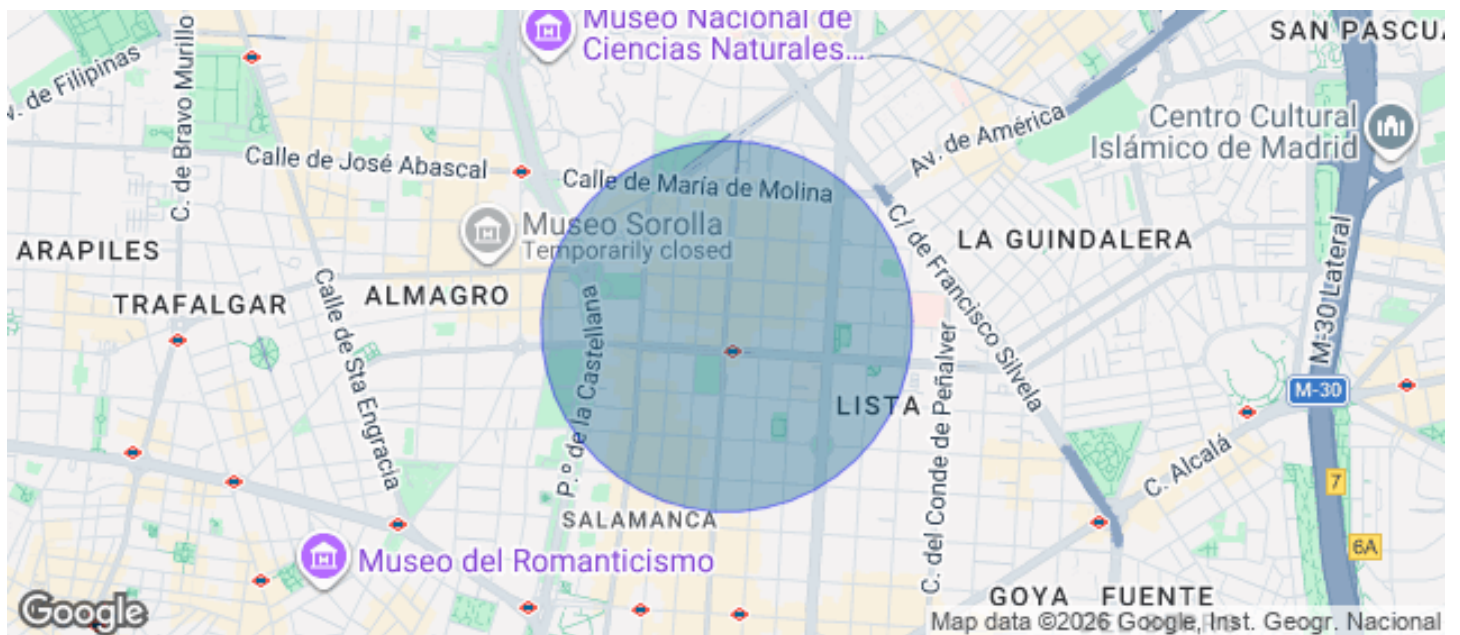 Museo Nacional de
Ciencias Naturales...
SAN PASCUA
C. de Bravo Murillo
Av. de Filipinas
Centro Cultural
Islámico de Madrid
Av. de América
Calle de José Abascal
Calle de María de Molina
Museo Sorolla
Temporarily closed
C/ de Francisco Silvela
LA GUINDALERA
ARAPILES
M-30 Lateral
TRAFALGAR
ALMAGRO
Calle de Sta Engracia
P.º de la Castellana
C. del Conde de Peñalver
M-30
LISTA
C. Alcalá
7
SALAMANCA
6A
Museo del Romanticismo
GOYA
FUENTE
Google
Map data ©2026 Google, Inst. Geogr. Nacional